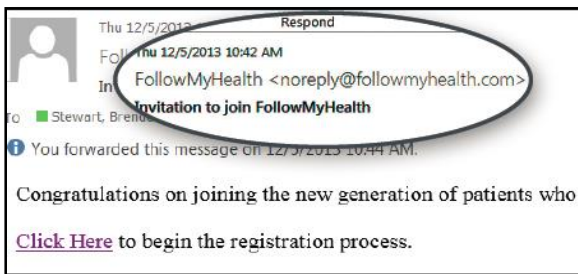 Respond
Thu 12/5/2013
Thu 12/5/2013 10:42 AM
FollowMyHealth <noreply@followmyhealth.com>
Invitation to join FollowMyHealth
To Stewart,
You forwarded this message on 12/5/2013 10:44 AM.
Congratulations on joining the new generation of patients who
Click Here to begin the registration process.